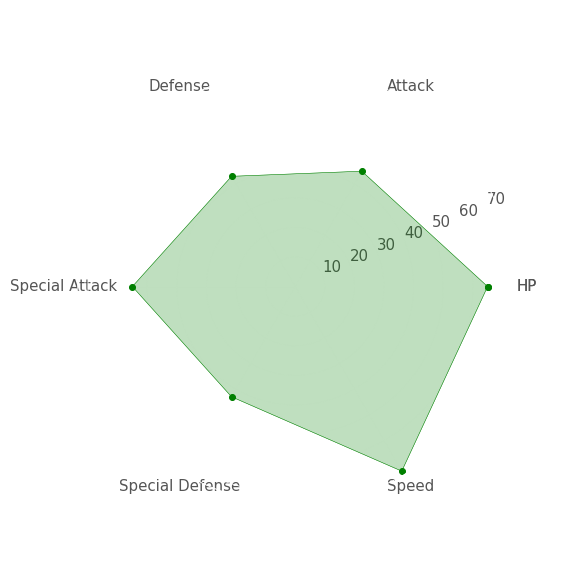 Defense
Attack
70
60
50
40
30
20
10
Special Attack
HP
Special Defense
Speed